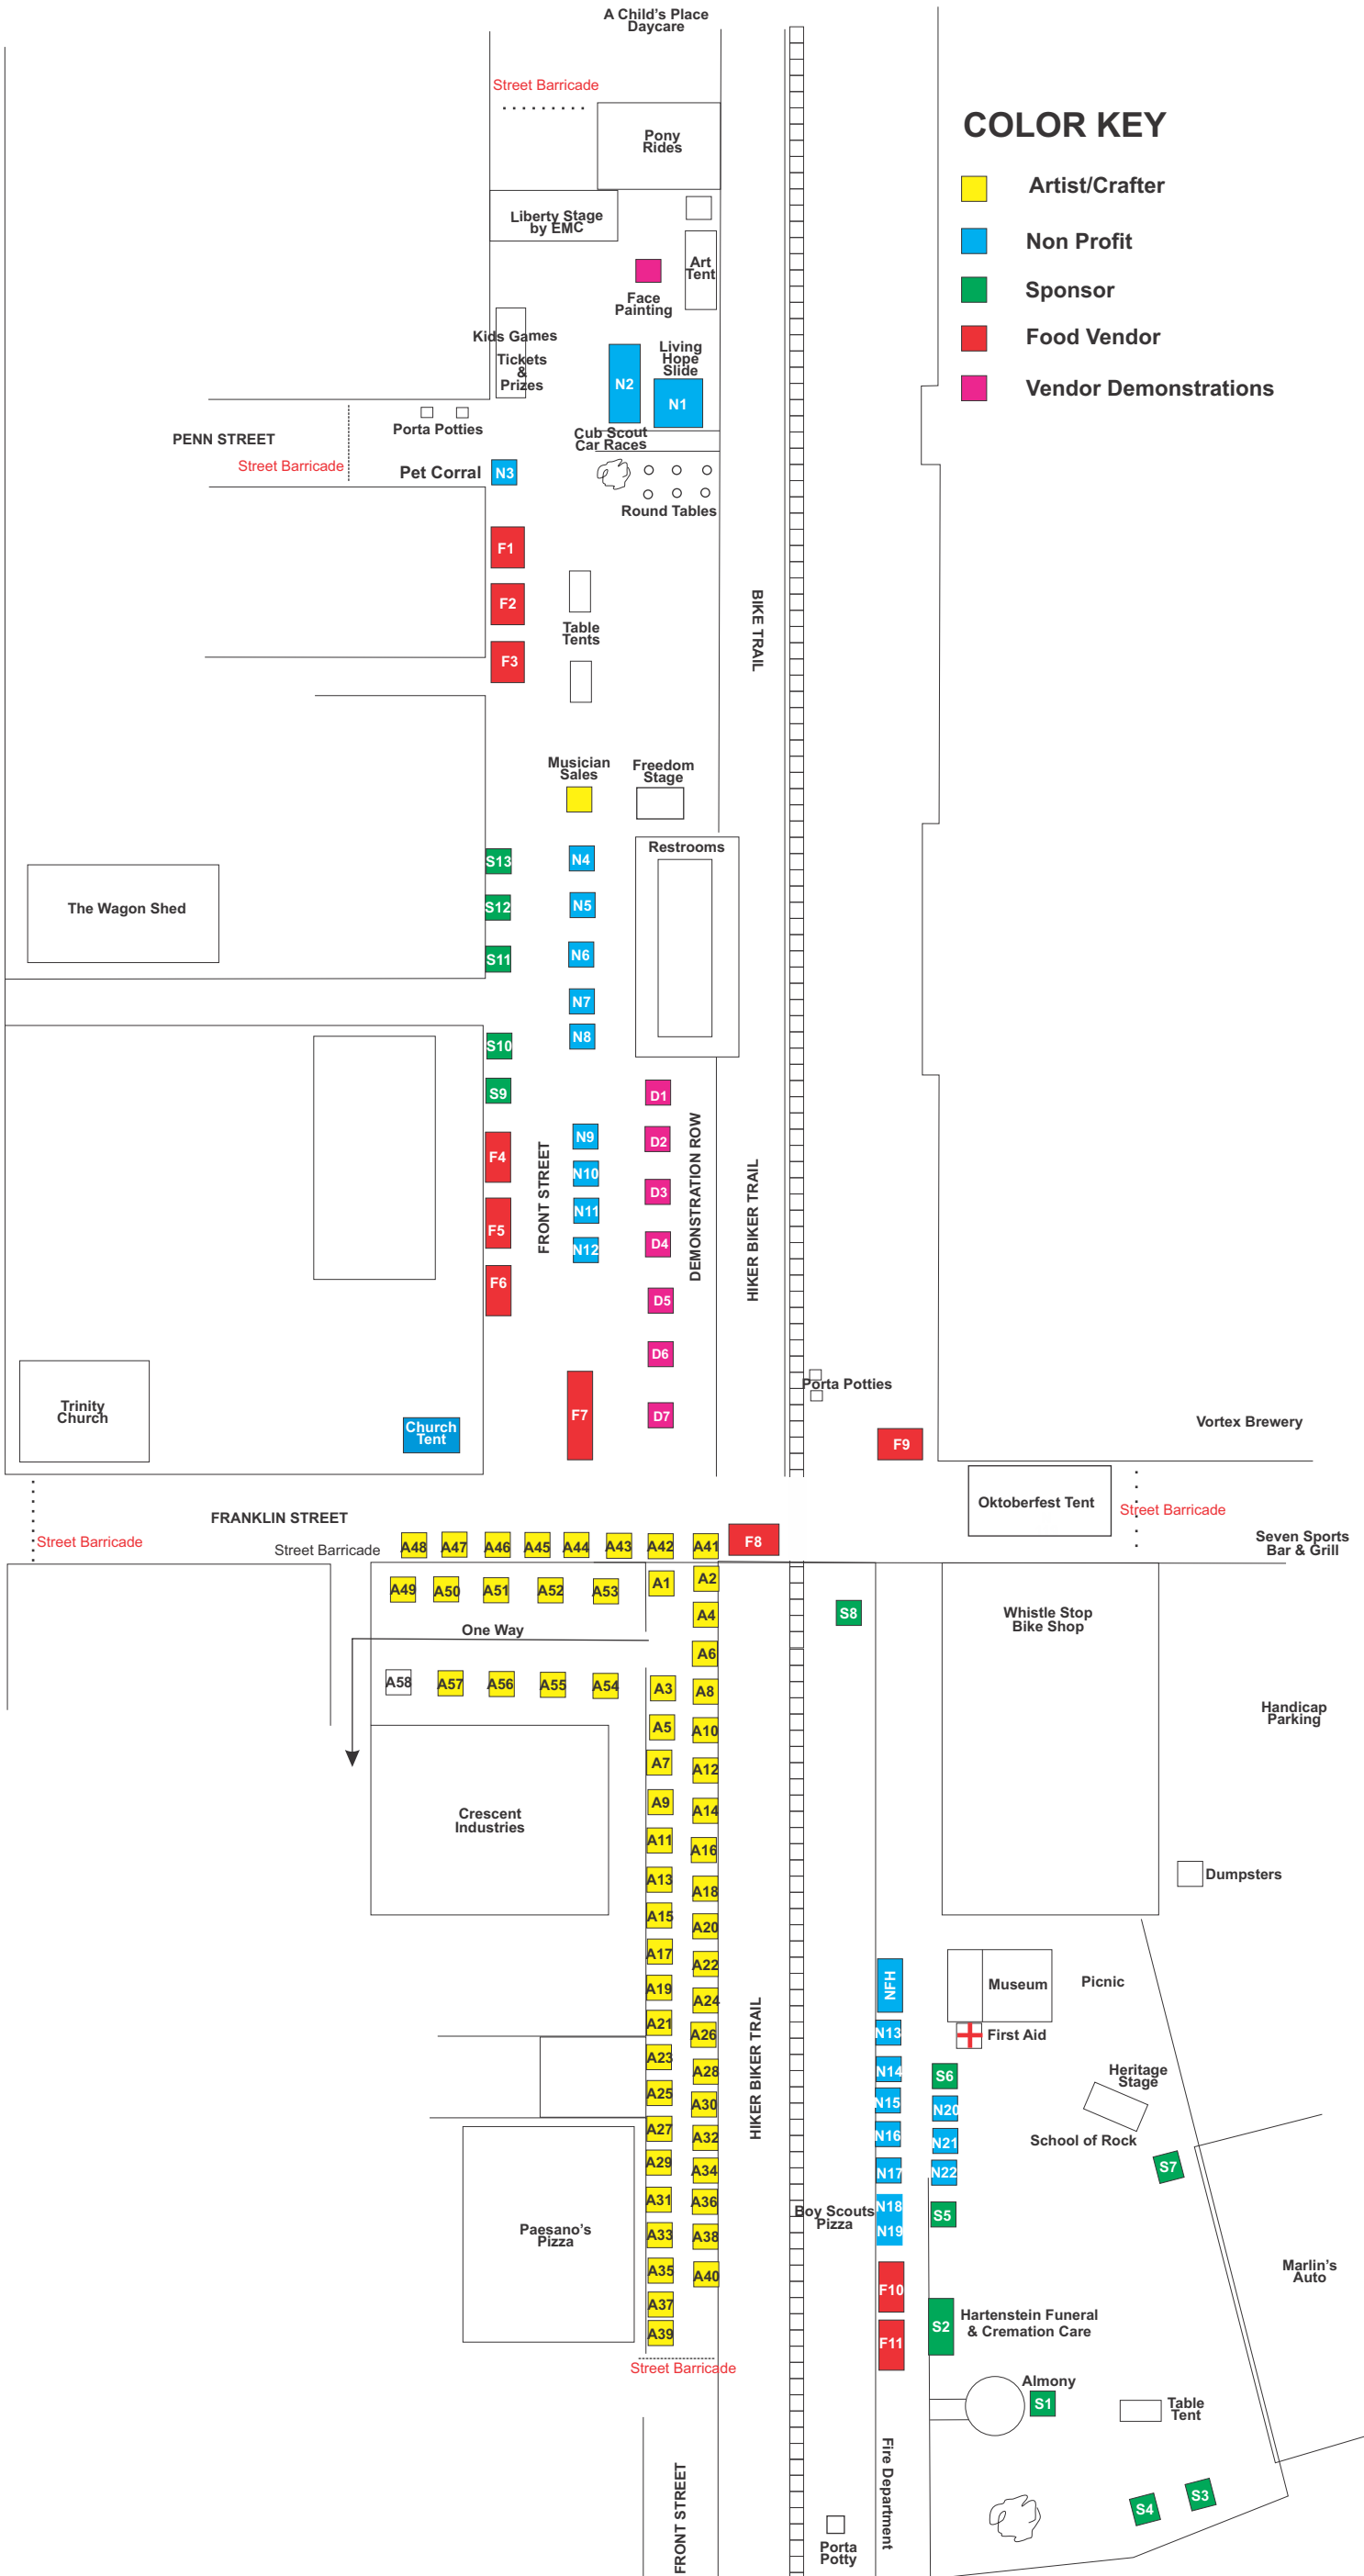 A Child's Place
Daycare
Street Barricade
Pony
Rides
COLOR KEY
Artist/Crafter
Non Profit
Sponsor
Food Vendor
Vendor Demonstrations
Liberty Stage
by EMC
Art
Tent
Face
Painting
Kids Games
Tickets
&
Prizes
Living
Hope
Slide
N2
N1
Porta Potties
Cub Scout
Car Races
PENN STREET
Street Barricade
Pet Corral
N3
Round Tables
F1
F2
F3
Table
Tents
BIKE TRAIL
Musician
Sales
Freedom
Stage
Restrooms
S13
N4
The Wagon Shed
S12
N5
S11
N6
N7
S10
N8
S9
D1
F4
N9
D2
N10
D3
F5
N11
D4
N12
F6
D5
FRONT STREET
DEMONSTRATION ROW
HIKER BIKER TRAIL
D6
Porta Potties
Trinity
Church
Church
Tent
F7
D7
F9
Vortex Brewery
Oktoberfest Tent
Street Barricade
FRANKLIN STREET
Street Barricade
Street Barricade
A48
A47
A46
A45
A44
A43
A42
A41
F8
Seven Sports
Bar & Grill
A49
A50
A51
A52
A53
A1
A2
A4
S8
Whistle Stop
Bike Shop
One Way
A6
A58
A57
A56
A55
A54
A3
A8
Handicap
Parking
A5
A10
A7
A12
A9
A14
Crescent
Industries
A11
A16
A13
A18
Dumpsters
A15
A20
A17
A22
A19
A24
NFH
Museum
Picnic
A21
A26
N13
First Aid
A23
A28
N14
S6
Heritage
Stage
A25
A30
N15
N20
A27
A32
N16
N21
School of Rock
A29
A34
N17
N22
S7
HIKER BIKER TRAIL
A31
A36
Boy Scouts
Pizza
N18
N19
S5
Paesano's
Pizza
A33
A38
A35
A40
F10
Marlin's
Auto
A37
A39
F11
S2
Hartenstein Funeral
& Cremation Care
Street Barricade
Almony
S1
Table
Tent
FRONT STREET
Fire Department
S4
S3
Porta
Potty